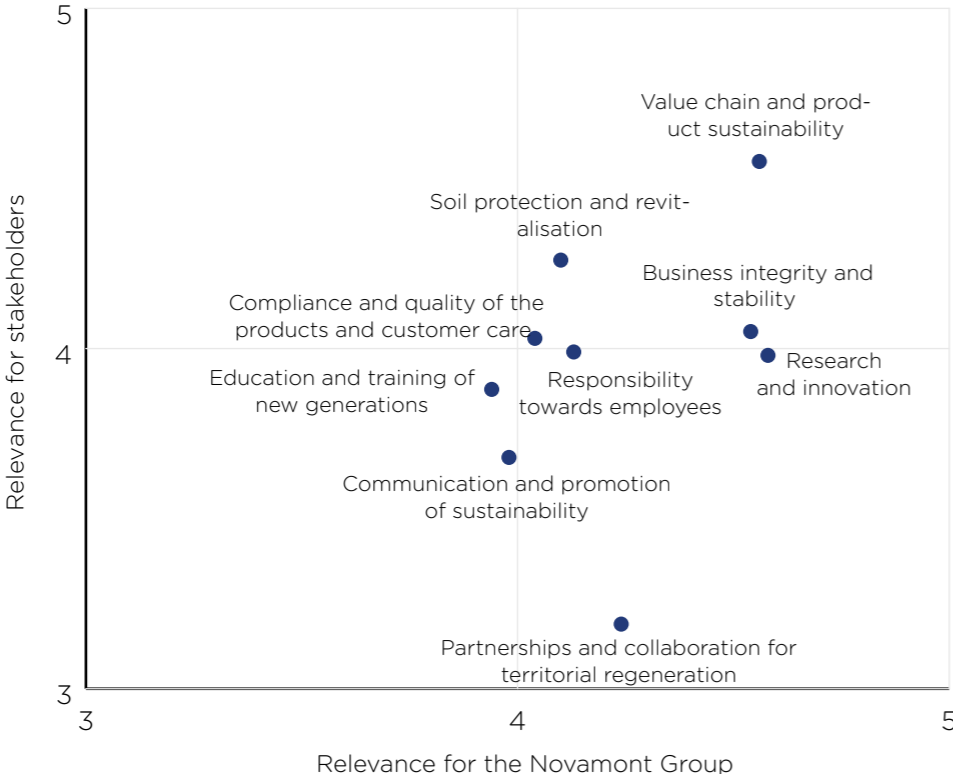 5
Value chain and prod-
uct sustainability
Soil protection and revit-
alisation
Business integrity and
stability
Compliance and quality of the
products and customer care
Relevance for stakeholders
4
Research
and innovation
Education and training of
new generations
Responsibility
towards employees
Communication and promotion
of sustainability
Partnerships and collaboration for
territorial regeneration
3
3
4
5
Relevance for the Novamont Group